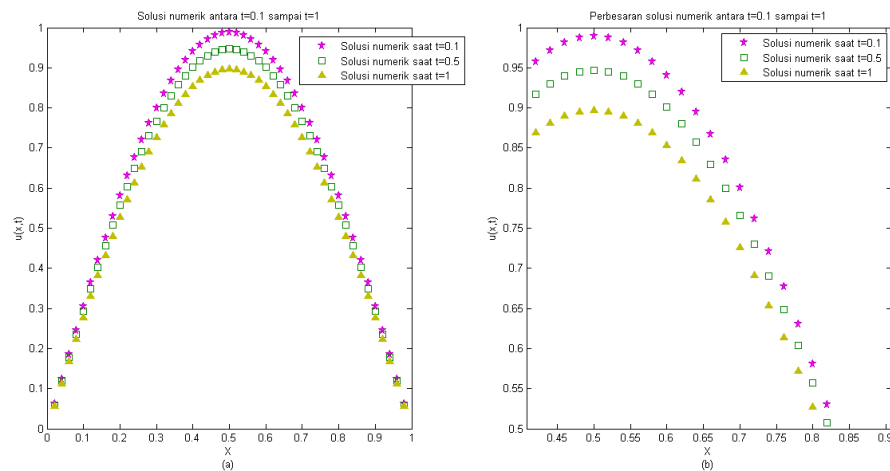 Solusi numerik antara t=0.1 sampai t=1
1
0.9
0.8
0.7
0.6
0.5
0.4
0.3
0.2
0.1
0
u(x,t)
Solusi numerik saat t=0.1
Solusi numerik saat t=0.5
Solusi numerik saat t=1
0 0.1 0.2 0.3 0.4 0.5 0.6 0.7 0.8 0.9 1
X
(a)
Perbesaran solusi numerik antara t=0.1 sampai t=1
1
0.95
0.9
0.85
0.8
0.75
0.7
0.65
0.6
0.55
0.5
u(x,t)
Solusi numerik saat t=0.1
Solusi numerik saat t=0.5
Solusi numerik saat t=1
0.45 0.5 0.55 0.6 0.65 0.7 0.75 0.8 0.85 0.9
X
(b)